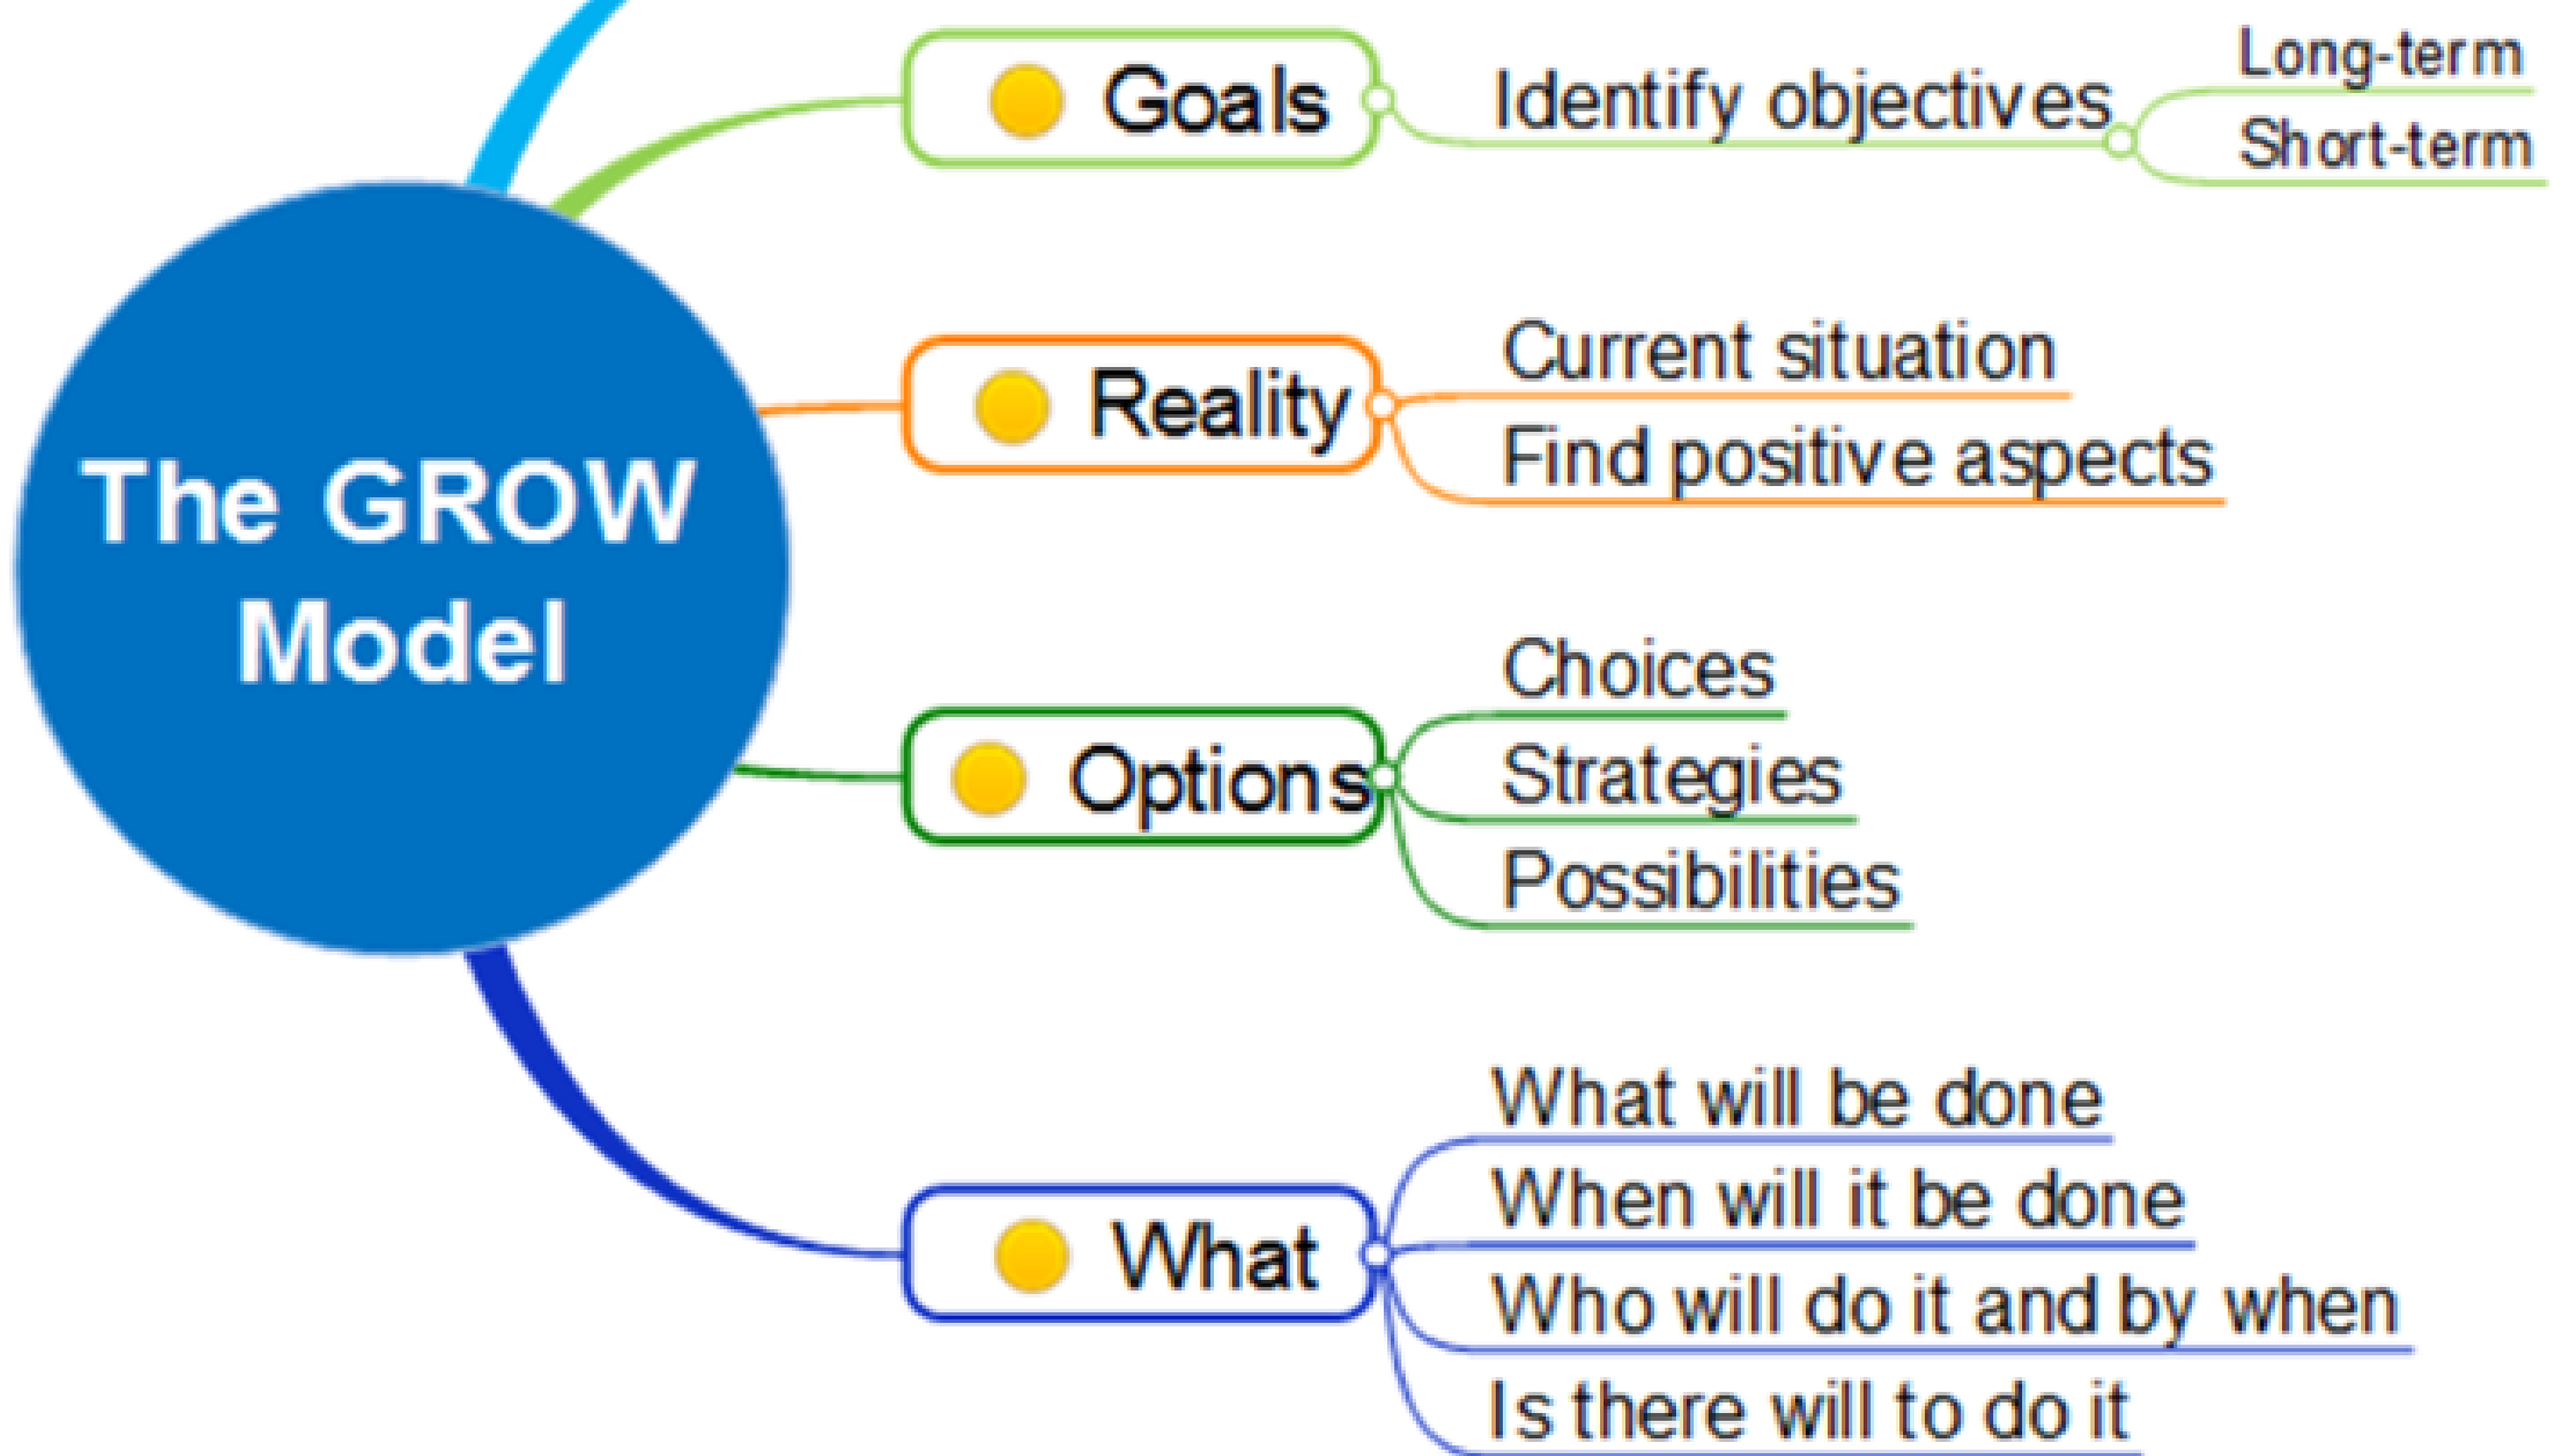 The GROW
Model
Goals
Identify objectives
Long-term
Short-term
Reality
Current situation
Find positive aspects
Options
Choices
Strategies
Possibilities
What
What will be done
When will it be done
Who will do it and by when
Is there will to do it